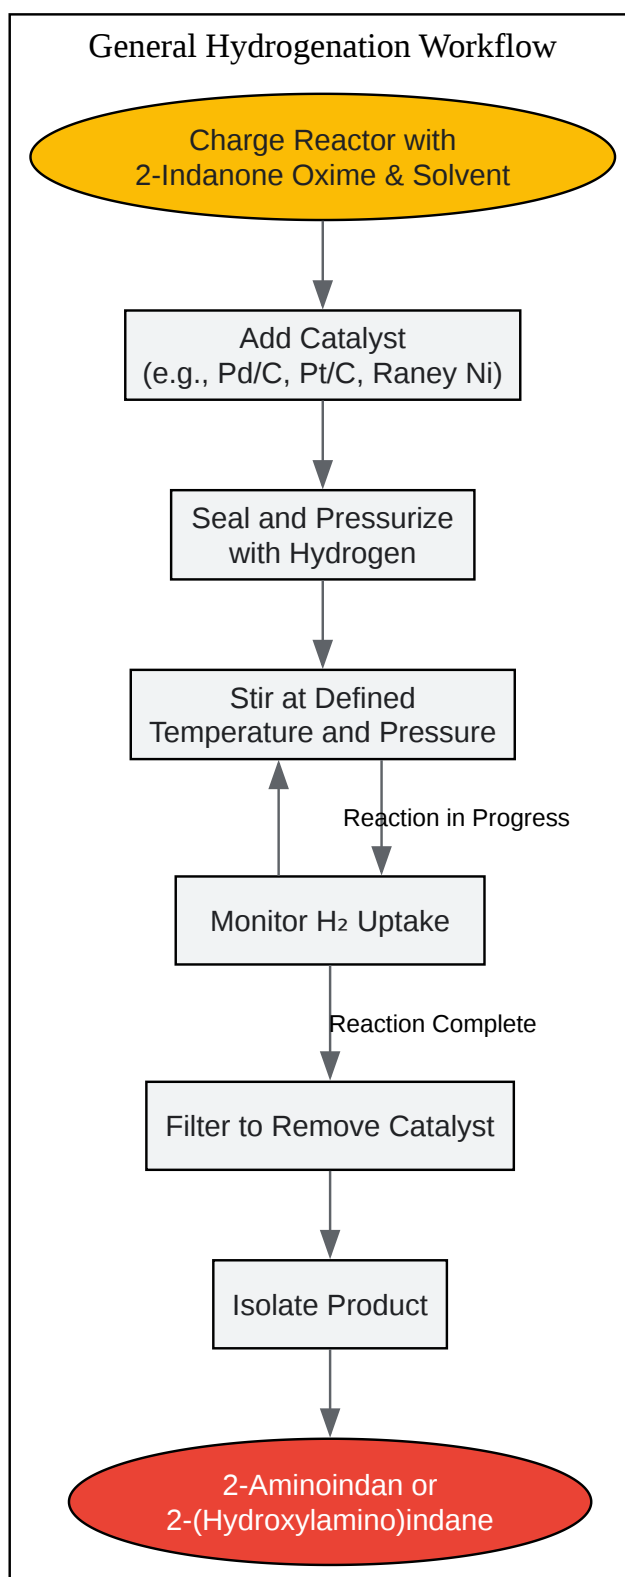 General Hydrogenation Workflow
Charge Reactor with
2-Indanone Oxime & Solvent
Add Catalyst
(e.g., Pd/C, Pt/C, Raney Ni)
Seal and Pressurize
with Hydrogen
Stir at Defined
Temperature and Pressure
Reaction in Progress
Monitor H₂ Uptake
Reaction Complete
Filter to Remove Catalyst
Isolate Product
2-Aminoindan or
2-(Hydroxylamino)indane